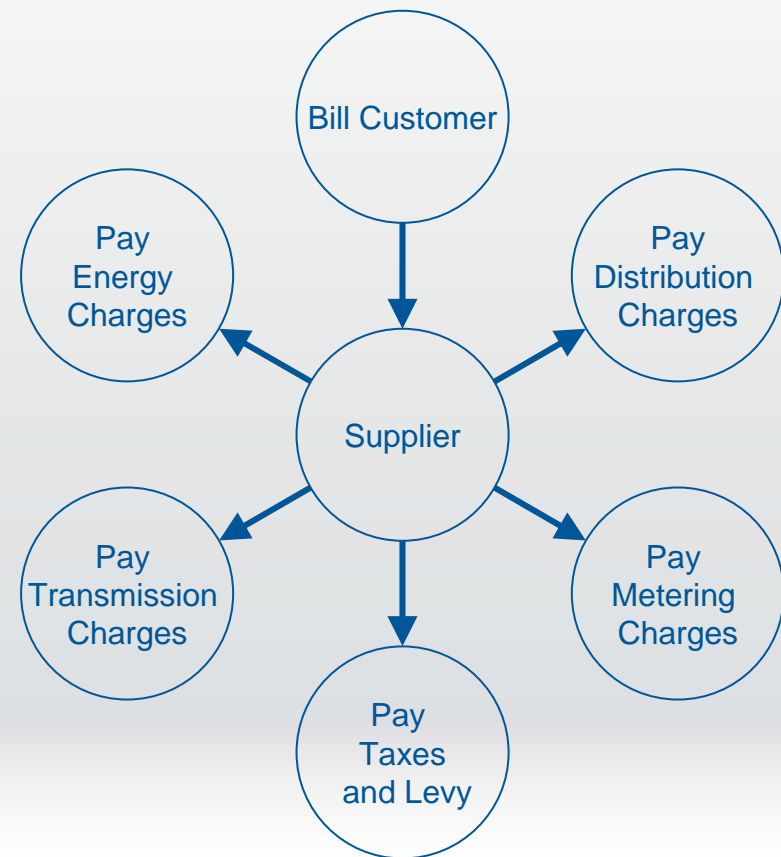 Bill Customer
Pay
Energy
Charges
Pay
Distribution
Charges
Supplier
Pay
Transmission
Charges
Pay
Metering
Charges
Pay
Taxes
and Levy